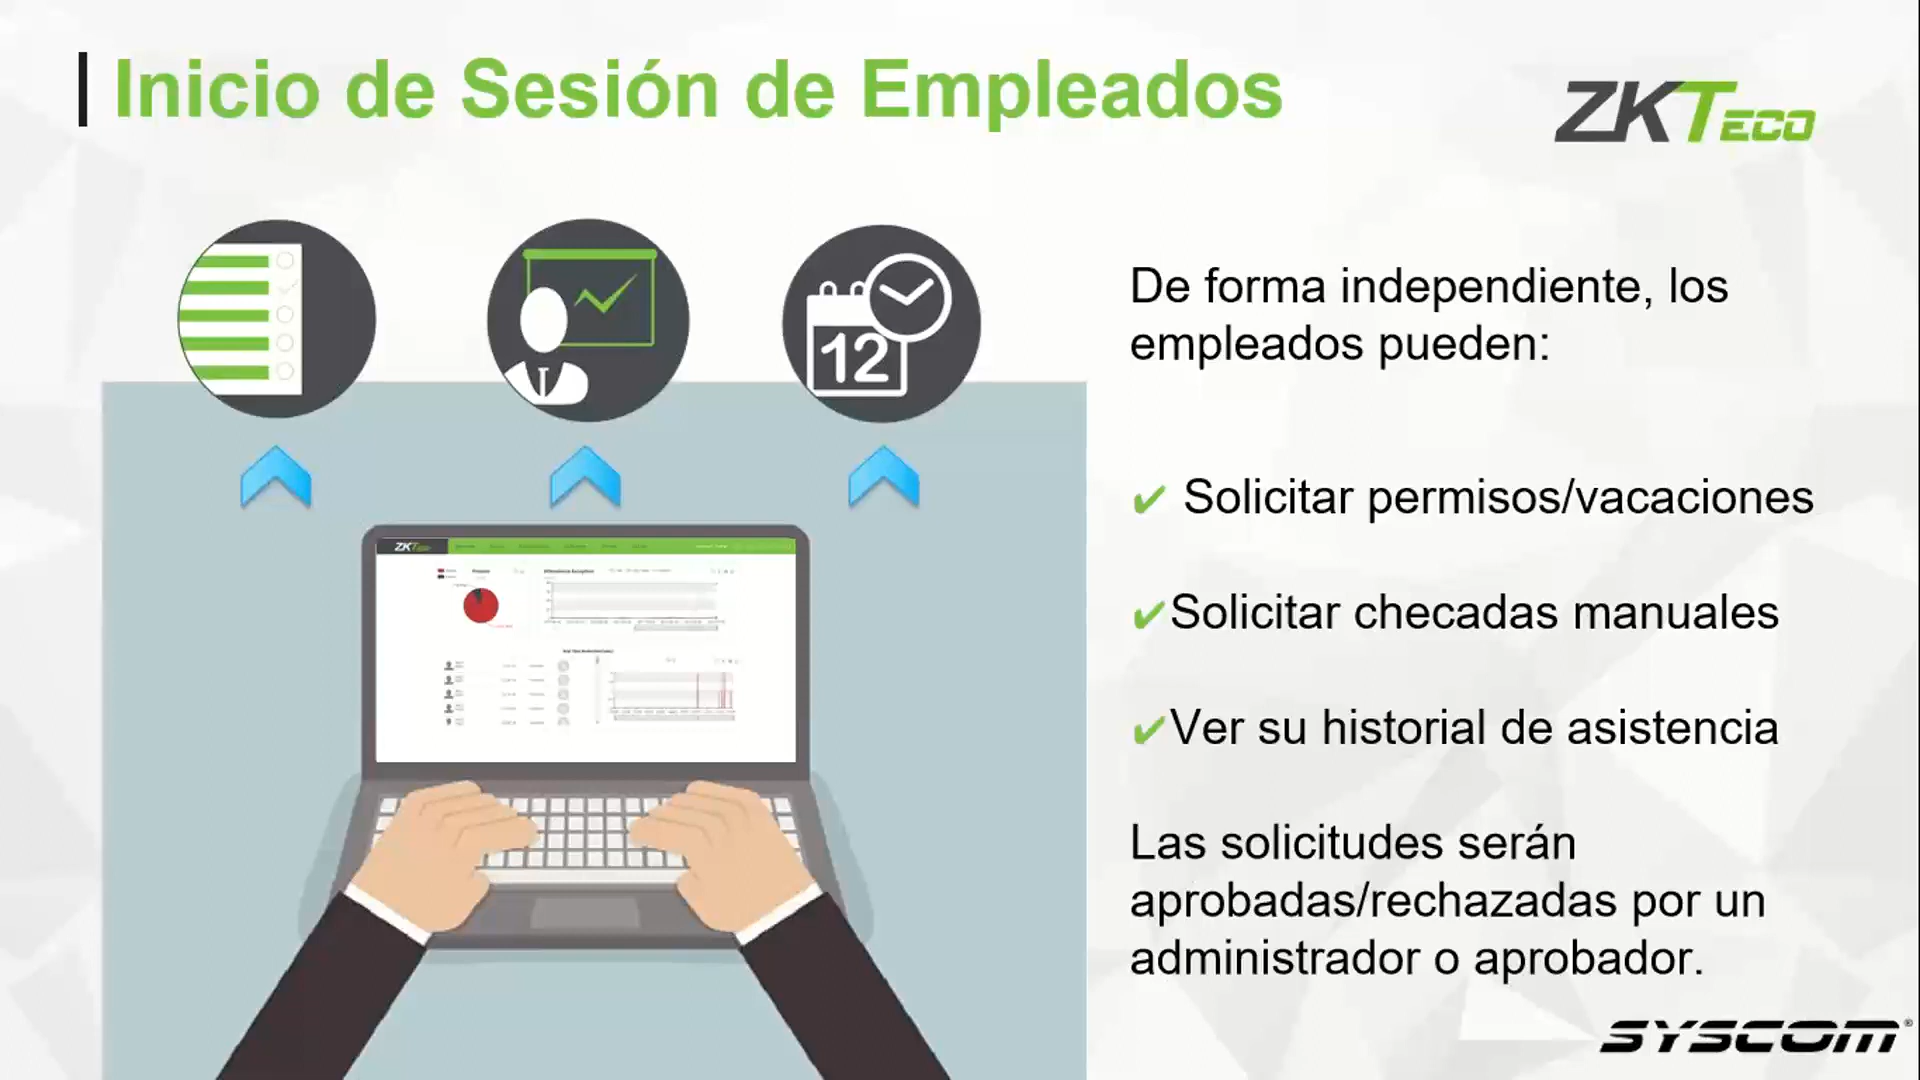 Inicio de Sesión de Empleados
ZKTECO
12
De forma independiente, los
empleados pueden:
✔ Solicitar permisos/vacaciones
✔Solicitar checadas manuales
✔Ver su historial de asistencia
Las solicitudes serán
aprobadas/rechazadas por un
administrador o aprobador.
SYSCOM®